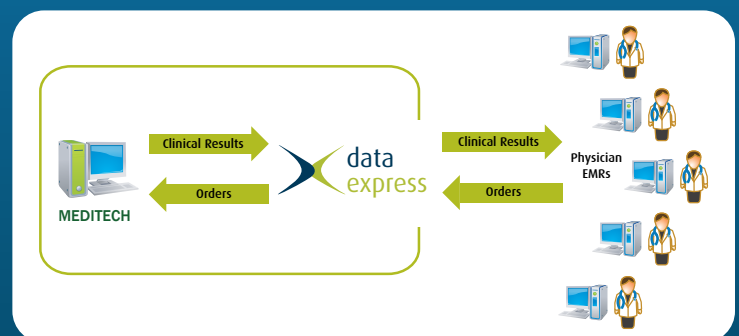 Clinical Results
Orders
MEDITECH
data
express
Clinical Results
Orders
Physician
EMRs